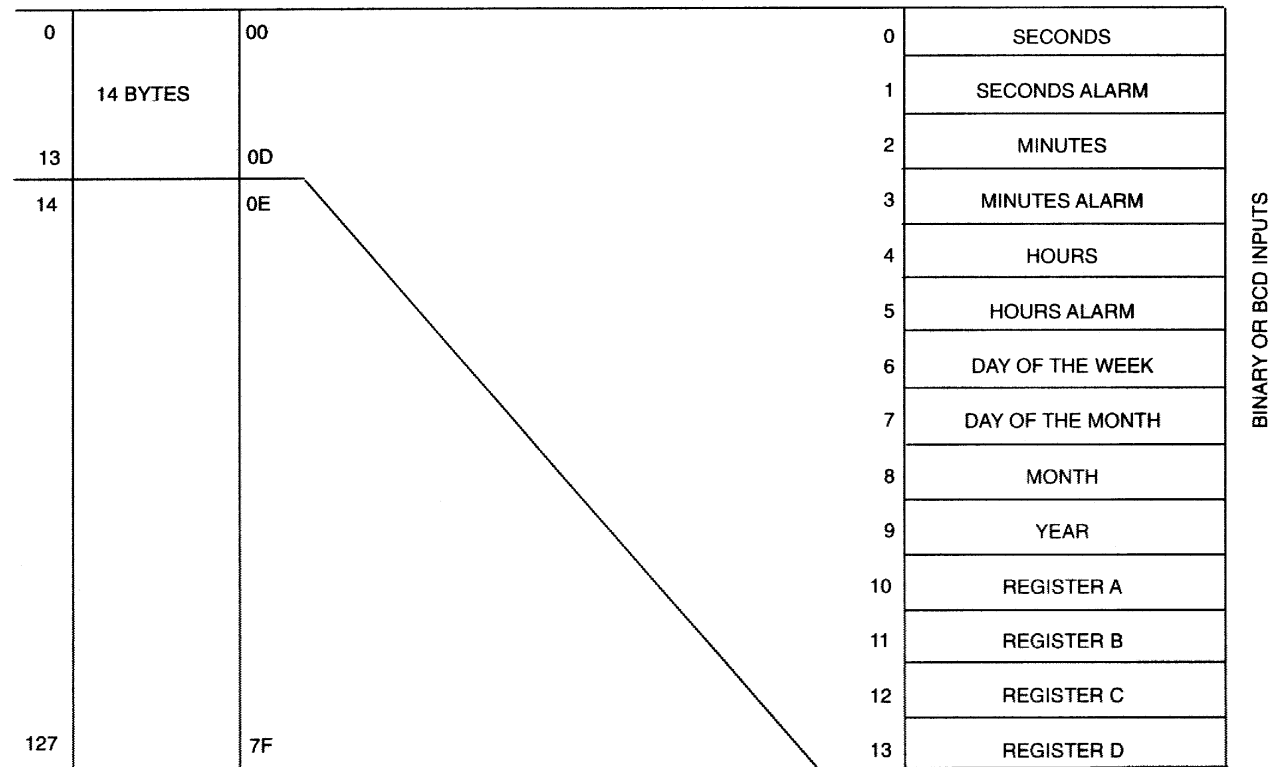 0 00
14 BYTES
13 0D
14 0E
127 7F
0 SECONDS
1 SECONDS ALARM
2 MINUTES
3 MINUTES ALARM
4 HOURS
5 HOURS ALARM
6 DAY OF THE WEEK
7 DAY OF THE MONTH
8 MONTH
9 YEAR
10 REGISTER A
11 REGISTER B
12 REGISTER C
13 REGISTER D
BINARY OR BCD INPUTS